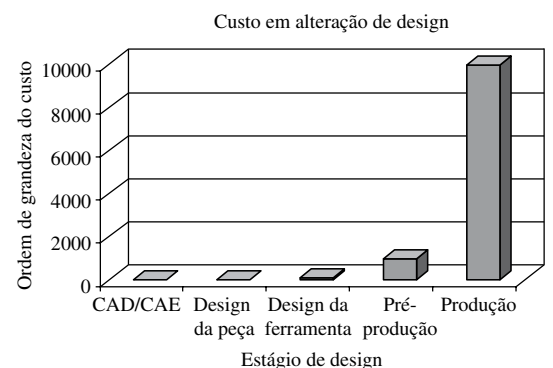 Custo em alteração de design
Ordem de grandeza do custo
10000
8000
6000
4000
2000
0
CAD/CAE
Design
da peça
Design da
ferramenta
Pré-
produção
Produção
Estágio de design